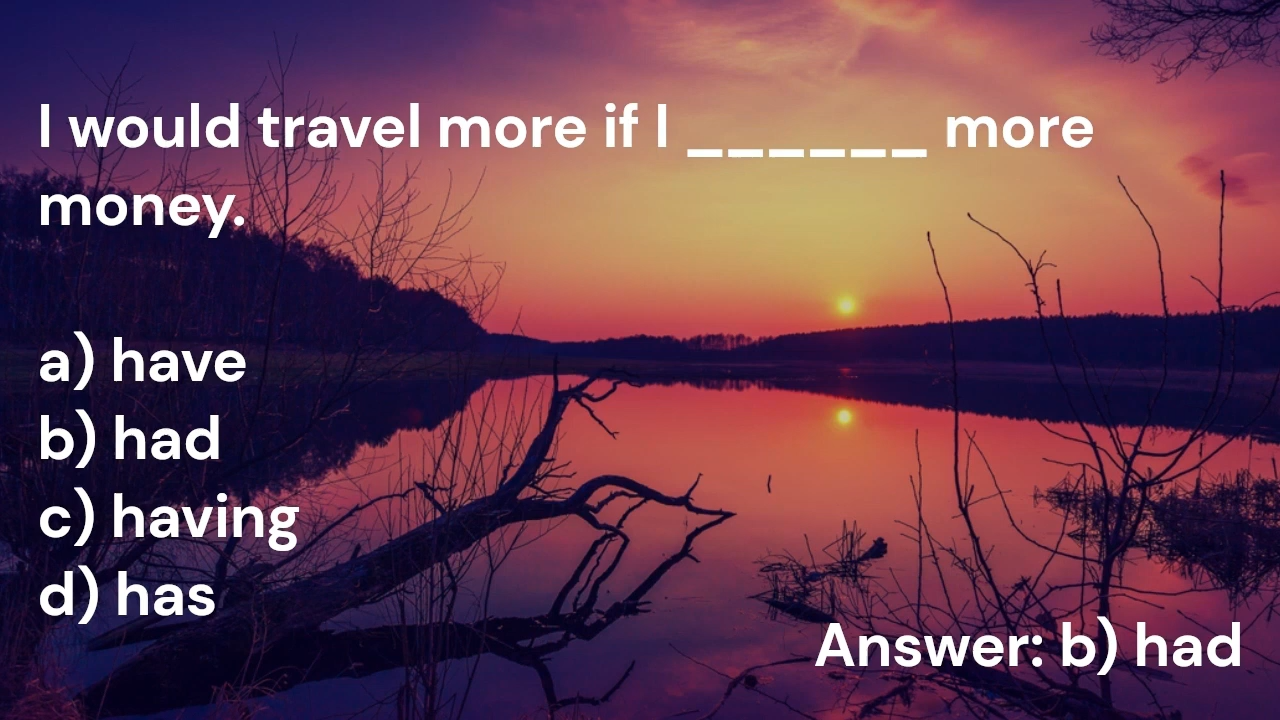 I would travel more if I ______ more
money.
a) have
b) had
c) having
d) has
Answer: b) had